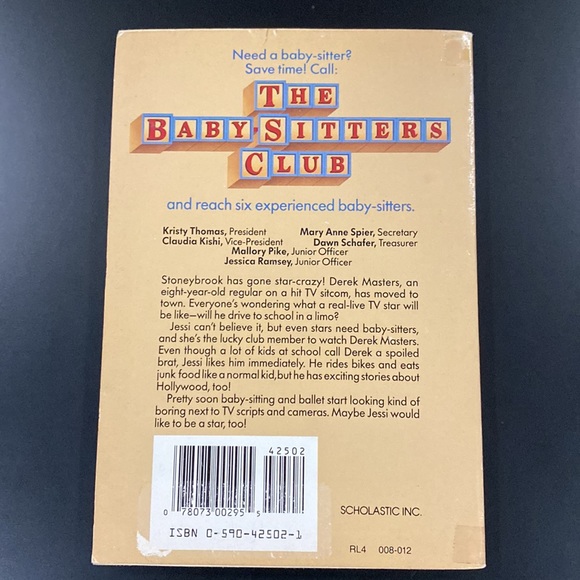 Need a baby-sitter?
Save time! Call:
THE
BABY-SITTERS
CLUB
and reach six experienced baby-sitters.
Kristy Thomas, President Mary Anne Spier, Secretary
Claudia Kishi, Vice-President Dawn Schafer, Treasurer
Mallory Pike, Junior Officer
Jessica Ramsey, Junior Officer
Stoneybrook has gone star-crazy! Derek Masters, an
eight-year-old regular on a hit TV sitcom, has moved to
town. Everyone's wondering what a real-live TV star will
be like—will he drive to school in a limo?
Jessi can't believe it, but even stars need baby-sitters,
and she's the lucky club member to watch Derek Masters.
Even though a lot of kids at school call Derek a spoiled
brat, Jessi likes him immediately. He rides bikes and eats
junk food like a normal kid, but he has exciting stories about
Hollywood, too!
Pretty soon baby-sitting and ballet start looking kind of
boring next to TV scripts and cameras. Maybe Jessi would
like to be a star, too!
42502
0 78073 00295 5
ISBN 0-590-42502-1
SCHOLASTIC INC.
RL4 008-012